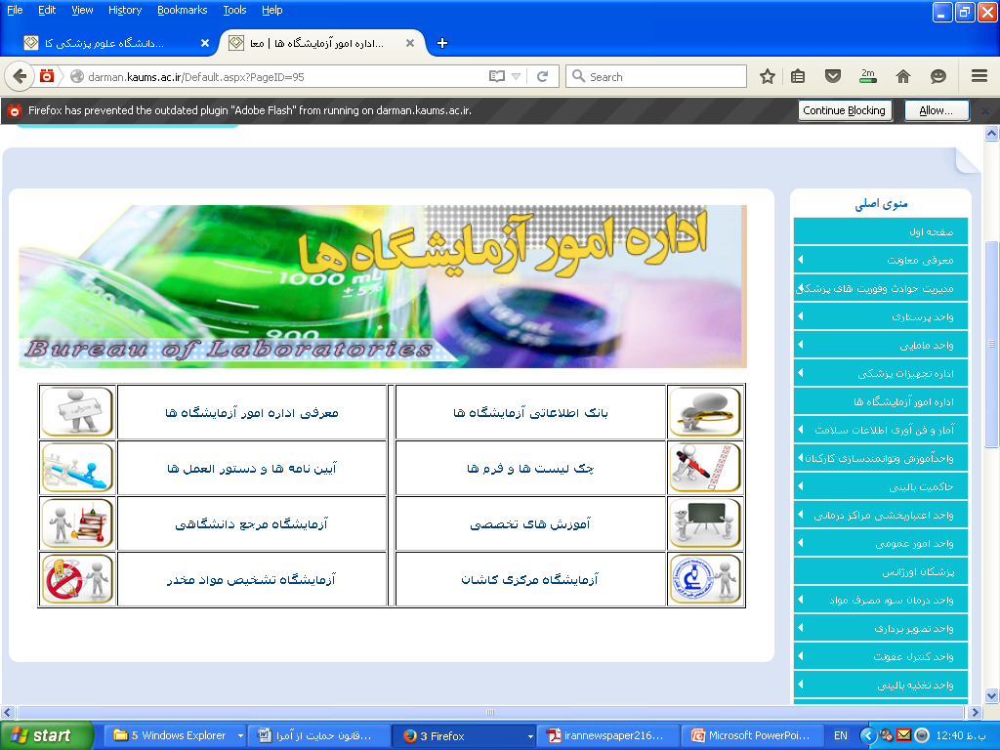 File Edit View History Bookmarks Tools Help
دانشگاه علوم پزشکی کا...
اداره امور آزمایشگاه ها | معا...
darman.kaums.ac.ir/Default.aspx?PageID=95
Search
2m
Firefox has prevented the outdated plugin "Adobe Flash" from running on darman.kaums.ac.ir.
Continue Blocking
Allow...
منوی اصلی
صفحه اول
معرفی معاونت
مدیریت حوادث وفوریت های پزشکی
واحد پرستاری
واحد مامایی
اداره تجهیزات پزشکی
اداره امور آزمایشگاه ها
آمار و فن آوری اطلاعات سلامت
واحدآموزش وتوانمندسازی کارکنان
حاکمیت بالینی
واحد اعتباربخشی مراکز درمانی
واحد امور عمومی
پزشکان اورژانس
واحد درمان سوء مصرف مواد
واحد تصویر برداری
واحد کنترل عفونت
واحد تغذیه بالینی
اداره امور آزمایشگاه ها
1000 mL
±5%
900
Bureau of Laboratories
بانک اطلاعاتی آزمایشگاه ها
معرفی اداره امور آزمایشگاه ها
چک لیست ها و فرم ها
آیین نامه ها و دستور العمل ها
آموزش های تخصصی
آزمایشگاه مرجع دانشگاهی
آزمایشگاه مرکزی کاشان
آزمایشگاه تشخیص مواد مخدر
start
5 Windows Explorer
قانون حمایت از آمرا...
3 Firefox
irannewspaper216...
Microsoft PowerPoi...
EN
12:40 ب.ظ